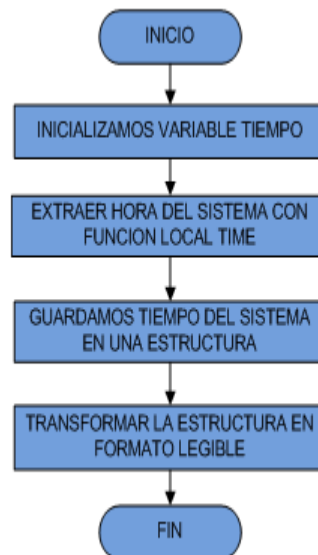 INICIO
INICIALIZAMOS VARIABLE TIEMPO
EXTRAER HORA DEL SISTEMA CON
FUNCION LOCAL TIME
GUARDAMOS TIEMPO DEL SISTEMA
EN UNA ESTRUCTURA
TRANSFORMAR LA ESTRUCTURA EN
FORMATO LEGIBLE
FIN